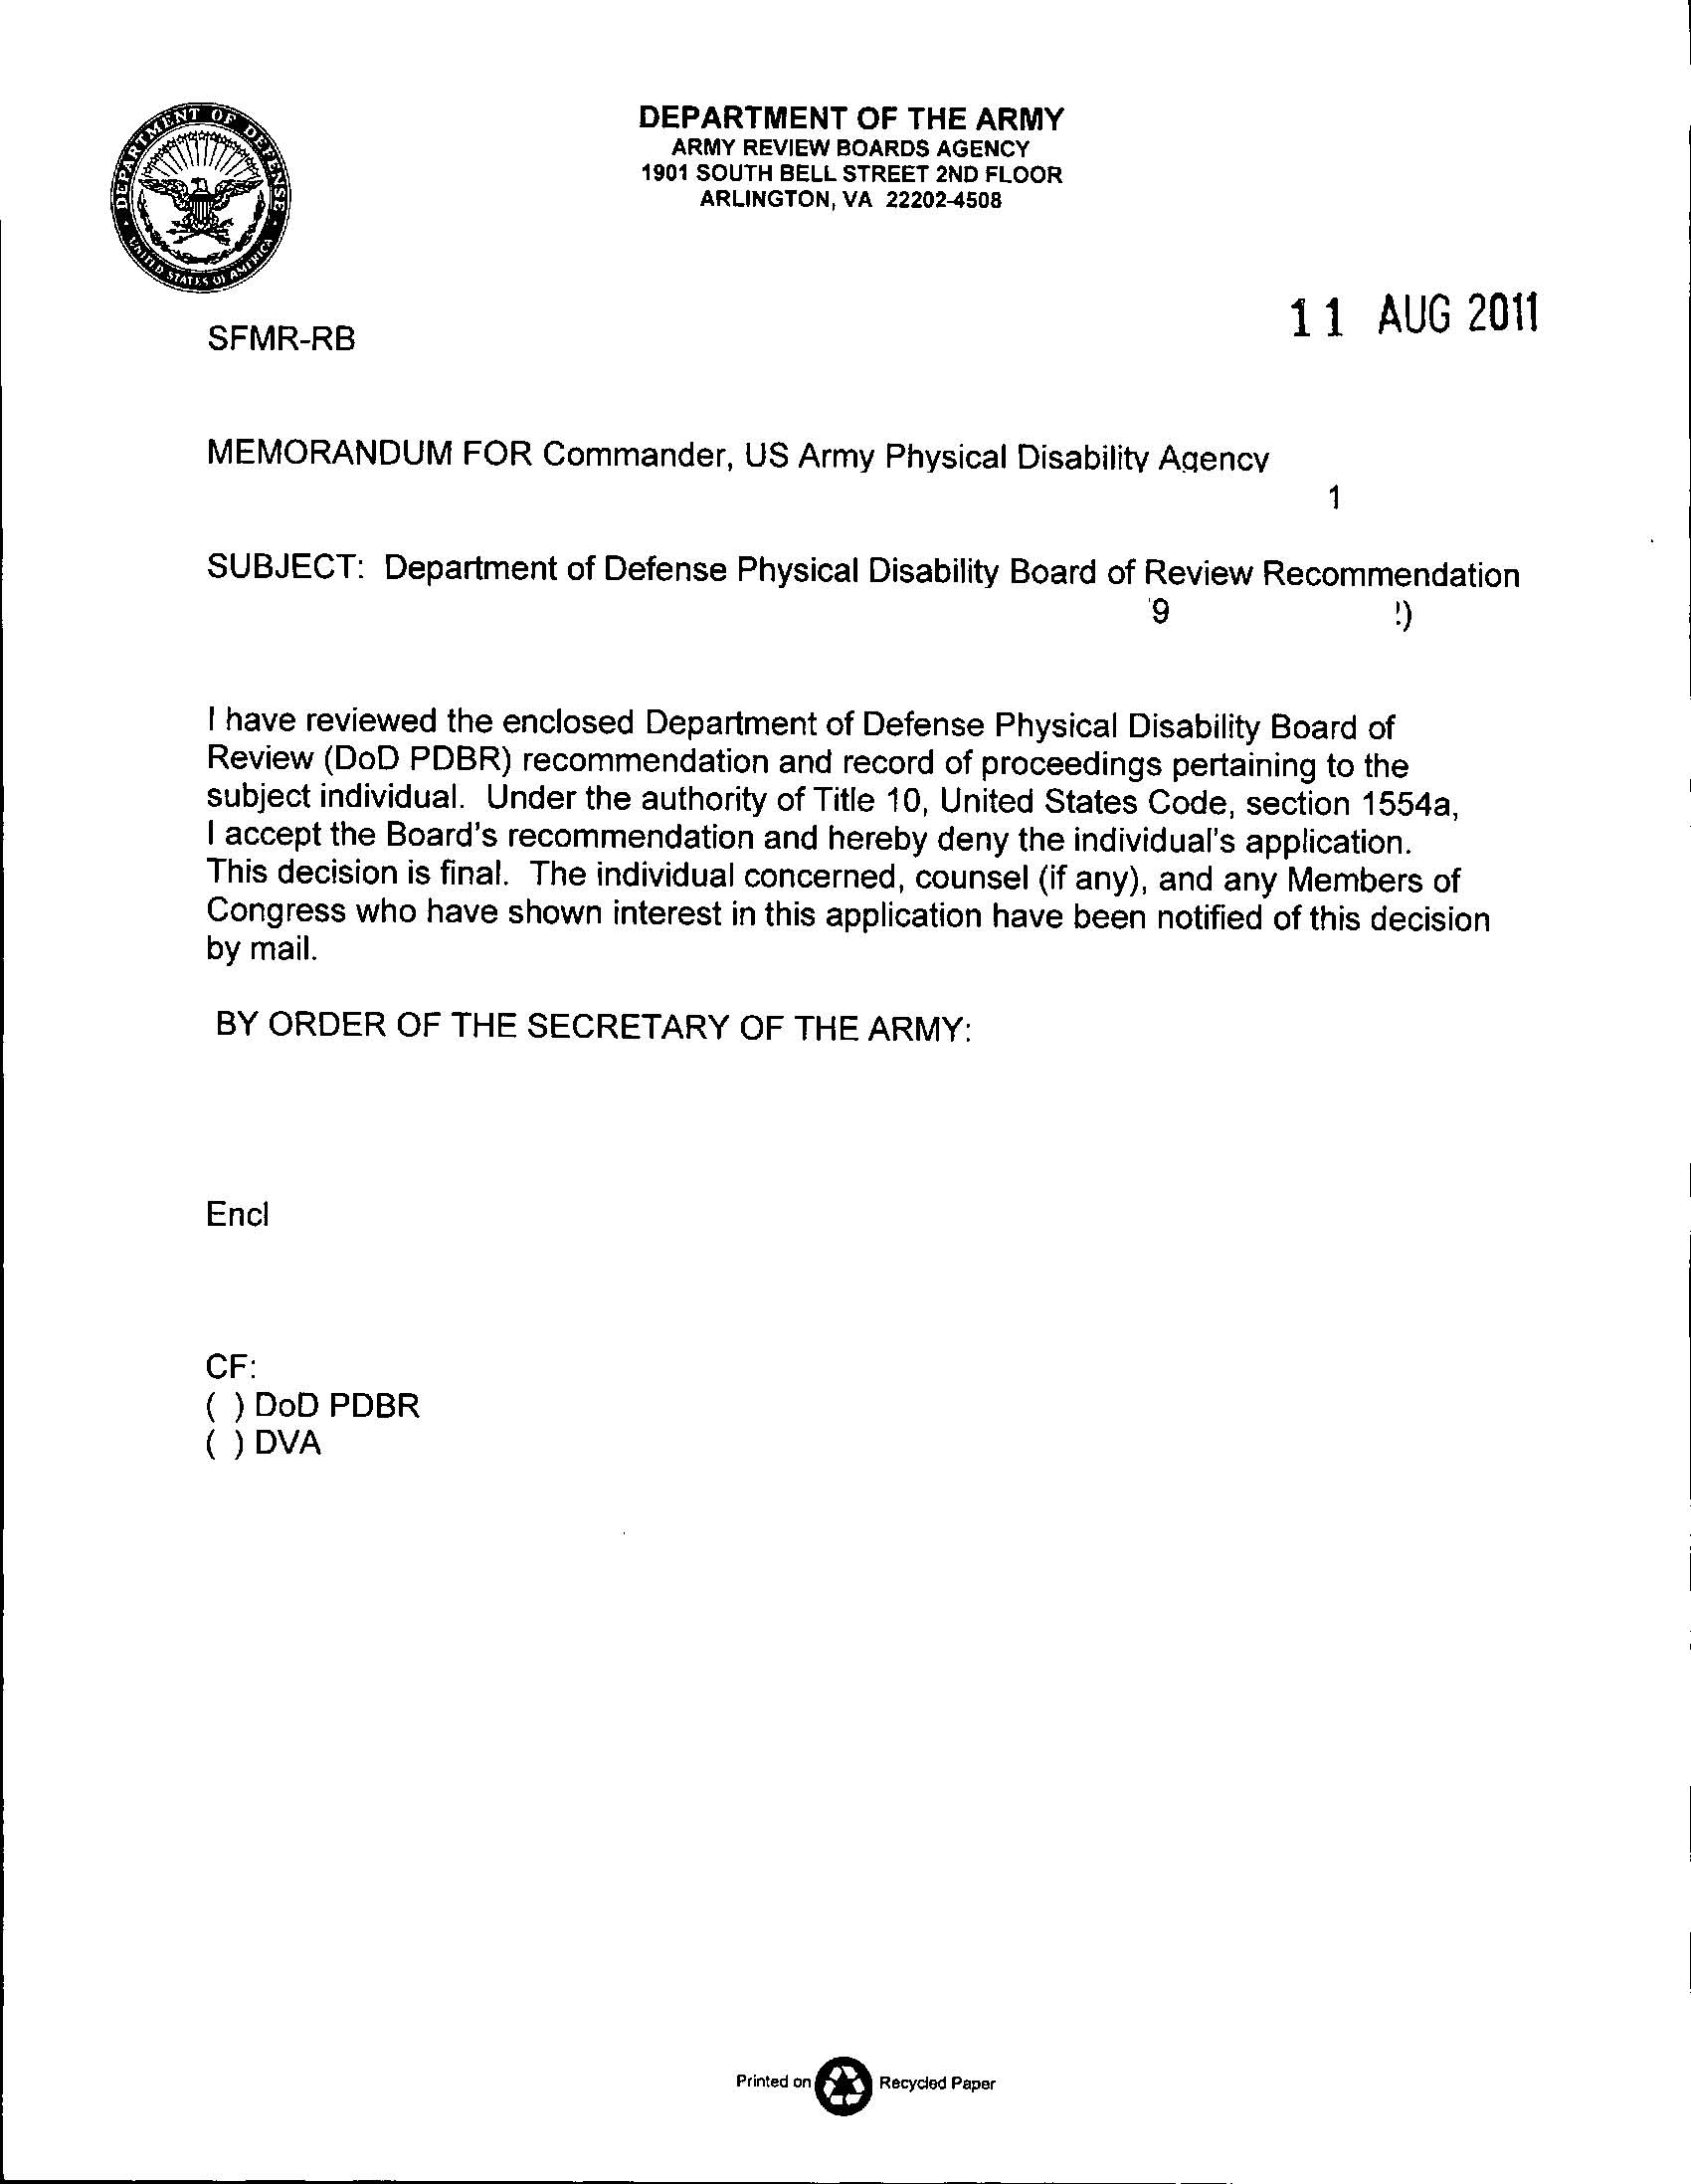 DEPARTMENT OF DEFENSE
UNITED STATES OF AMERICA
DEPARTMENT OF THE ARMY
ARMY REVIEW BOARDS AGENCY
1901 SOUTH BELL STREET 2ND FLOOR
ARLINGTON, VA 22202-4508
11 AUG 2011
SFMR-RB
MEMORANDUM FOR Commander, US Army Physical Disability Agency
1
SUBJECT: Department of Defense Physical Disability Board of Review Recommendation
9 )
I have reviewed the enclosed Department of Defense Physical Disability Board of
Review (DoD PDBR) recommendation and record of proceedings pertaining to the
subject individual. Under the authority of Title 10, United States Code, section 1554a,
I accept the Board's recommendation and hereby deny the individual's application.
This decision is final. The individual concerned, counsel (if any), and any Members of
Congress who have shown interest in this application have been notified of this decision
by mail.
BY ORDER OF THE SECRETARY OF THE ARMY:
Encl
CF:
( ) DoD PDBR
( ) DVA
Printed on Recycled Paper